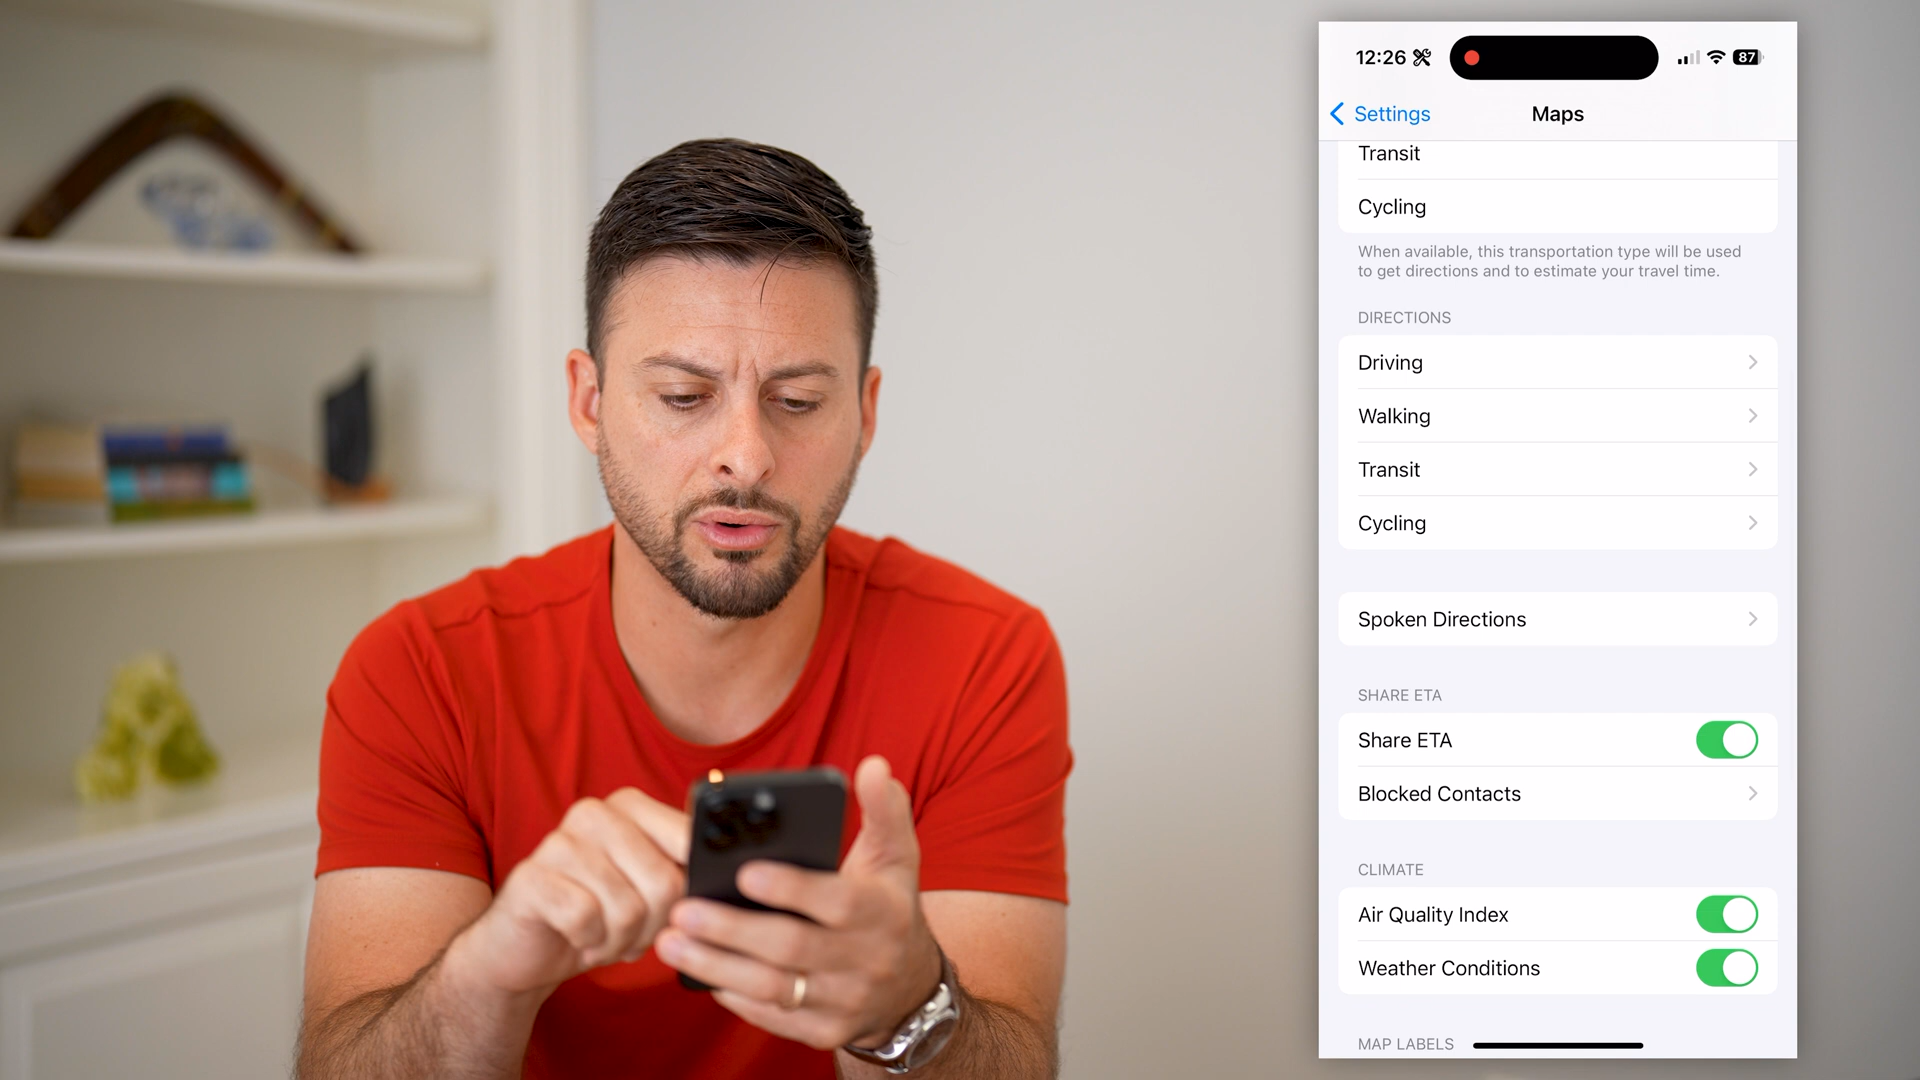 12:26
87
Settings
Maps
Transit
Cycling
When available, this transportation type will be used
to get directions and to estimate your travel time.
DIRECTIONS
Driving
Walking
Transit
Cycling
Spoken Directions
SHARE ETA
Share ETA
Blocked Contacts
CLIMATE
Air Quality Index
Weather Conditions
MAP LABELS